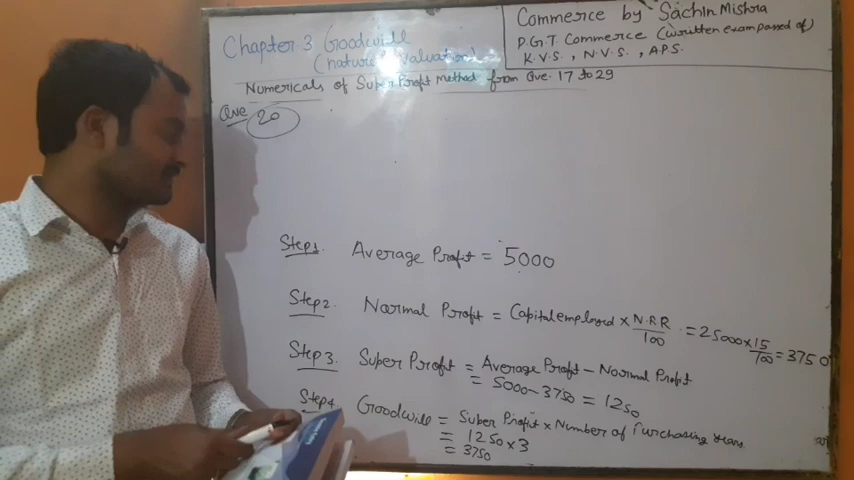 Commerce by Sachin Mishra
P.G.T Commerce (written exam passed of)
K.V.S., N.V.S., A.P.S.
Chapter 3 Goodwill
(nature & Valuation)
Numericals of Super Profit Method from Que. 17 to 29
Que 20
Step1. Average Profit = 5000
Step2. Normal Profit = Capital employed × N.R.R / 100 = 25000 × 15 / 100 = 3750
Step3. Super Profit = Average Profit - Normal Profit
= 5000 - 3750 = 1250
Step4 Goodwill = Super Profit × Number of Purchasing Years
= 1250 × 3
= 3750